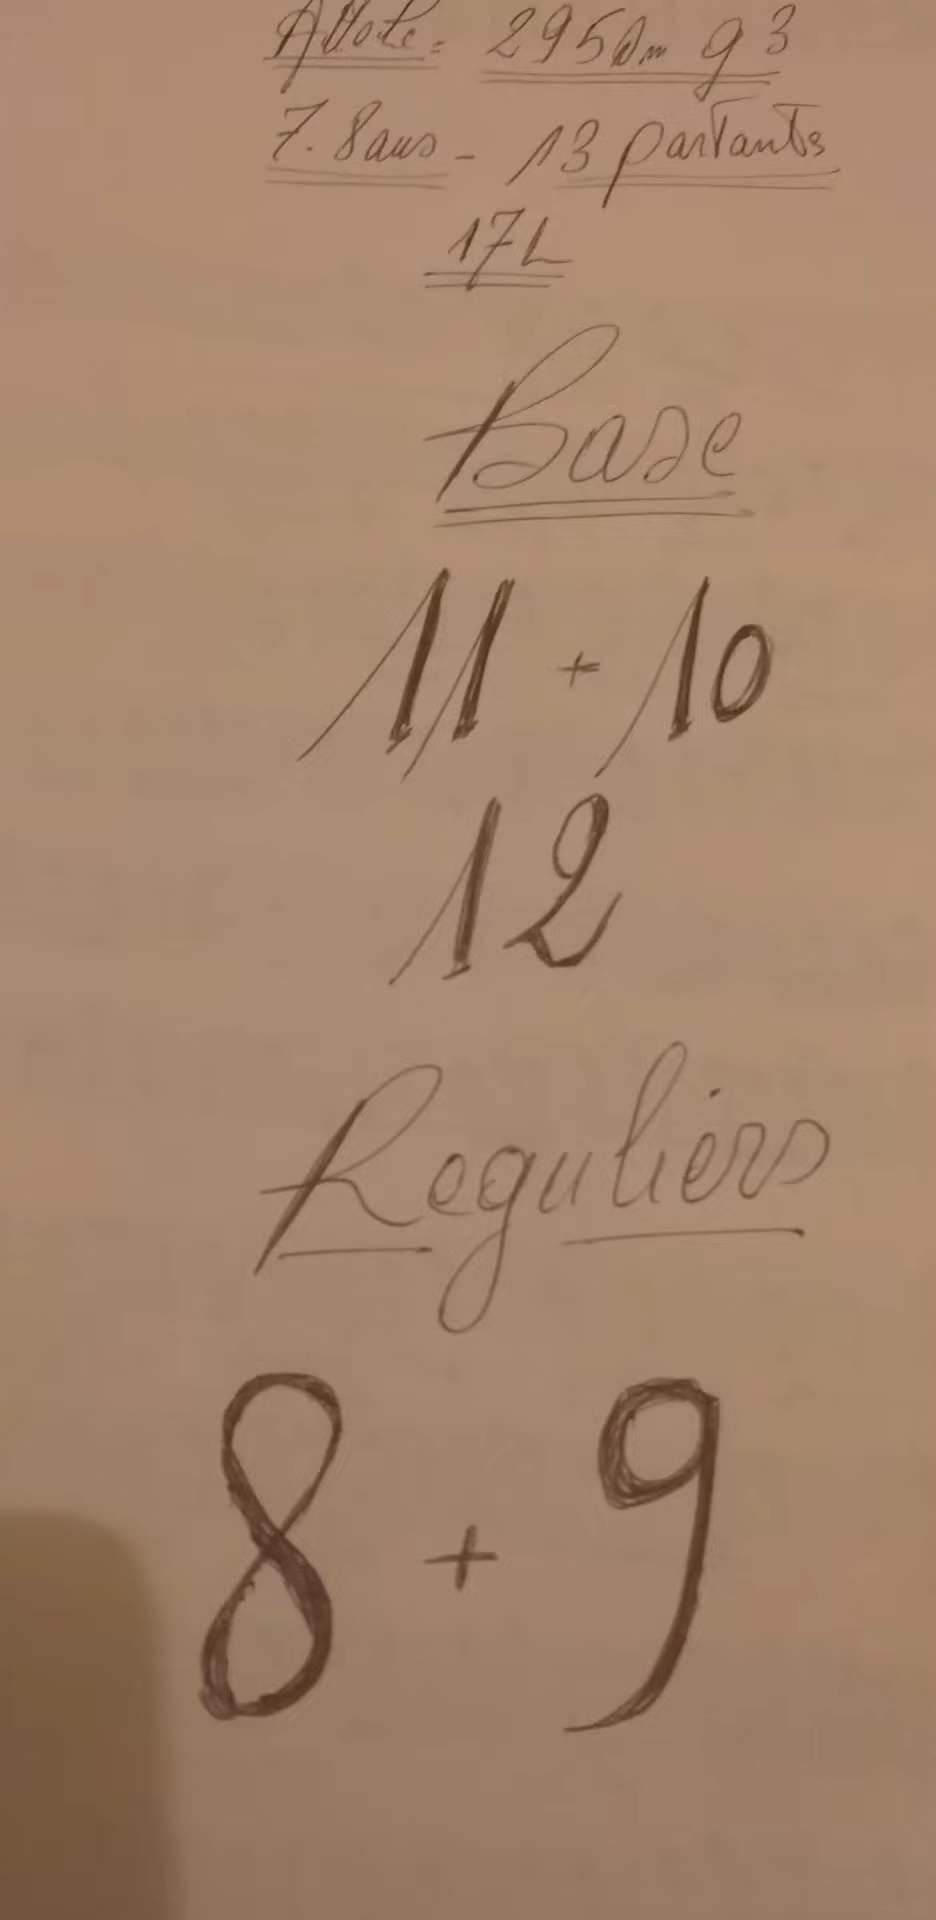 Attelé = 2950m g3
7.8ans - 13 partants
17h
Base
11 + 10
12
Reguliers
8 + 9